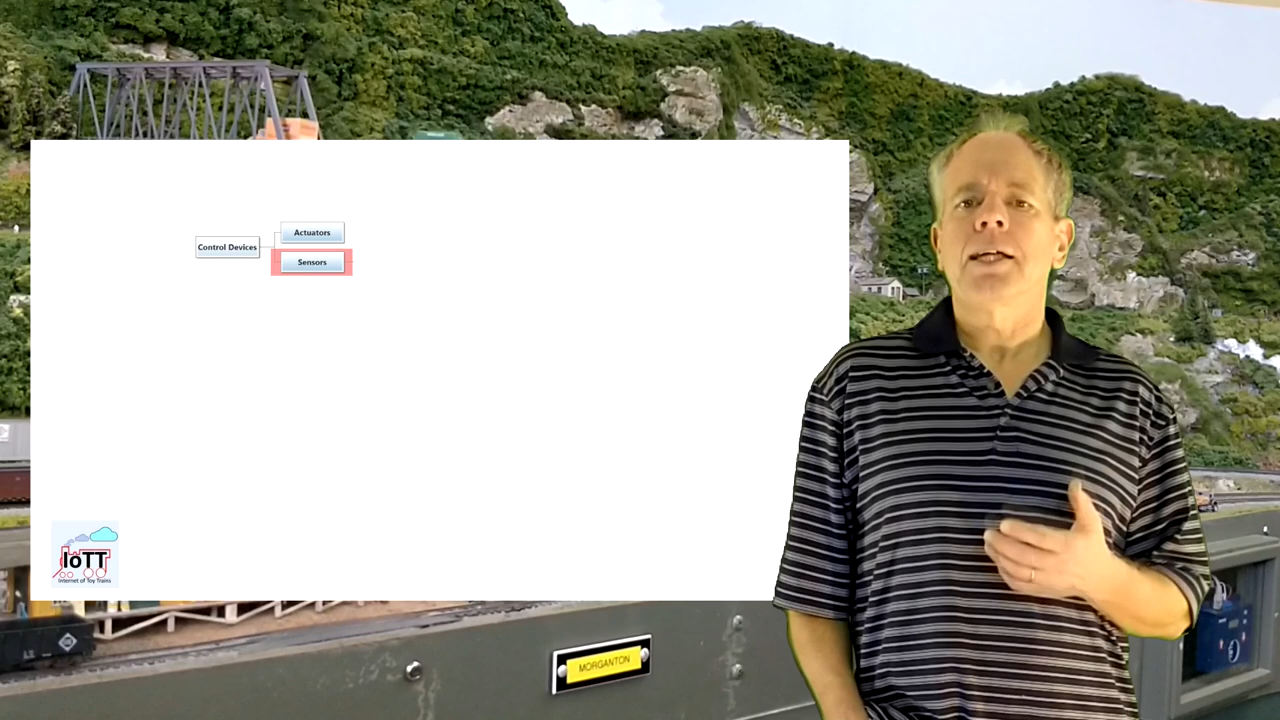 Control Devices
Actuators
Sensors
IoTT
Internet of Toy Trains
MORGANTON